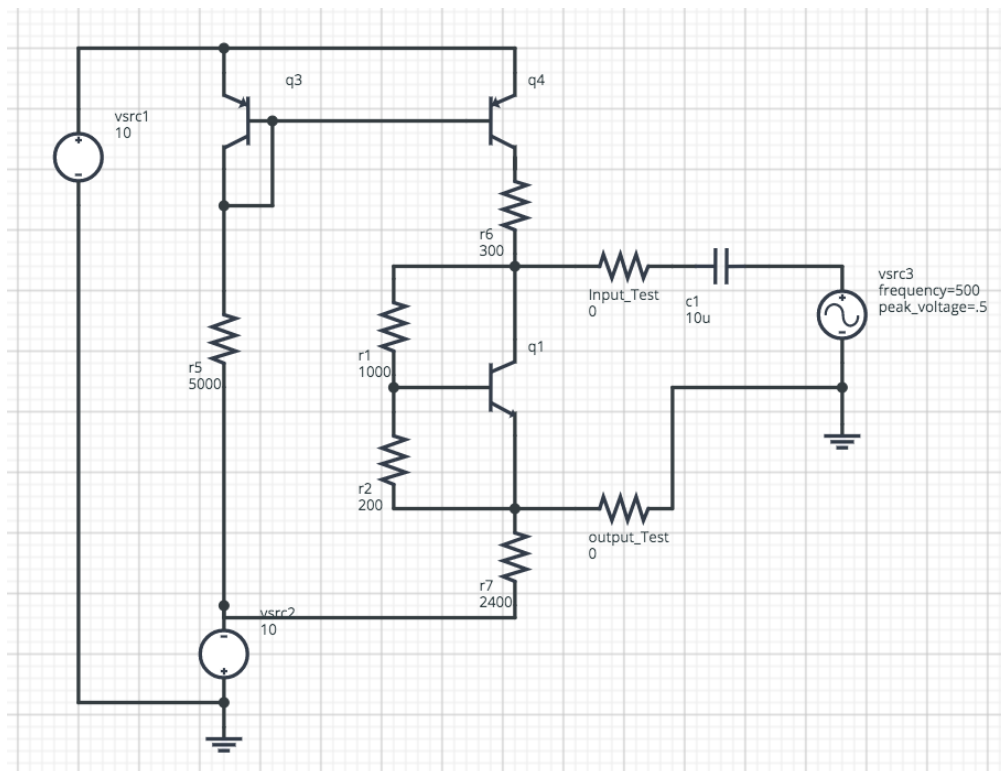 q3
q4
vsrc1
10
+
-
r6
300
Input_Test
0
c1
10u
vsrc3
frequency=500
peak_voltage=.5
+
-
q1
r1
1000
r5
5000
r2
200
output_Test
0
r7
2400
vsrc2
10
-
+